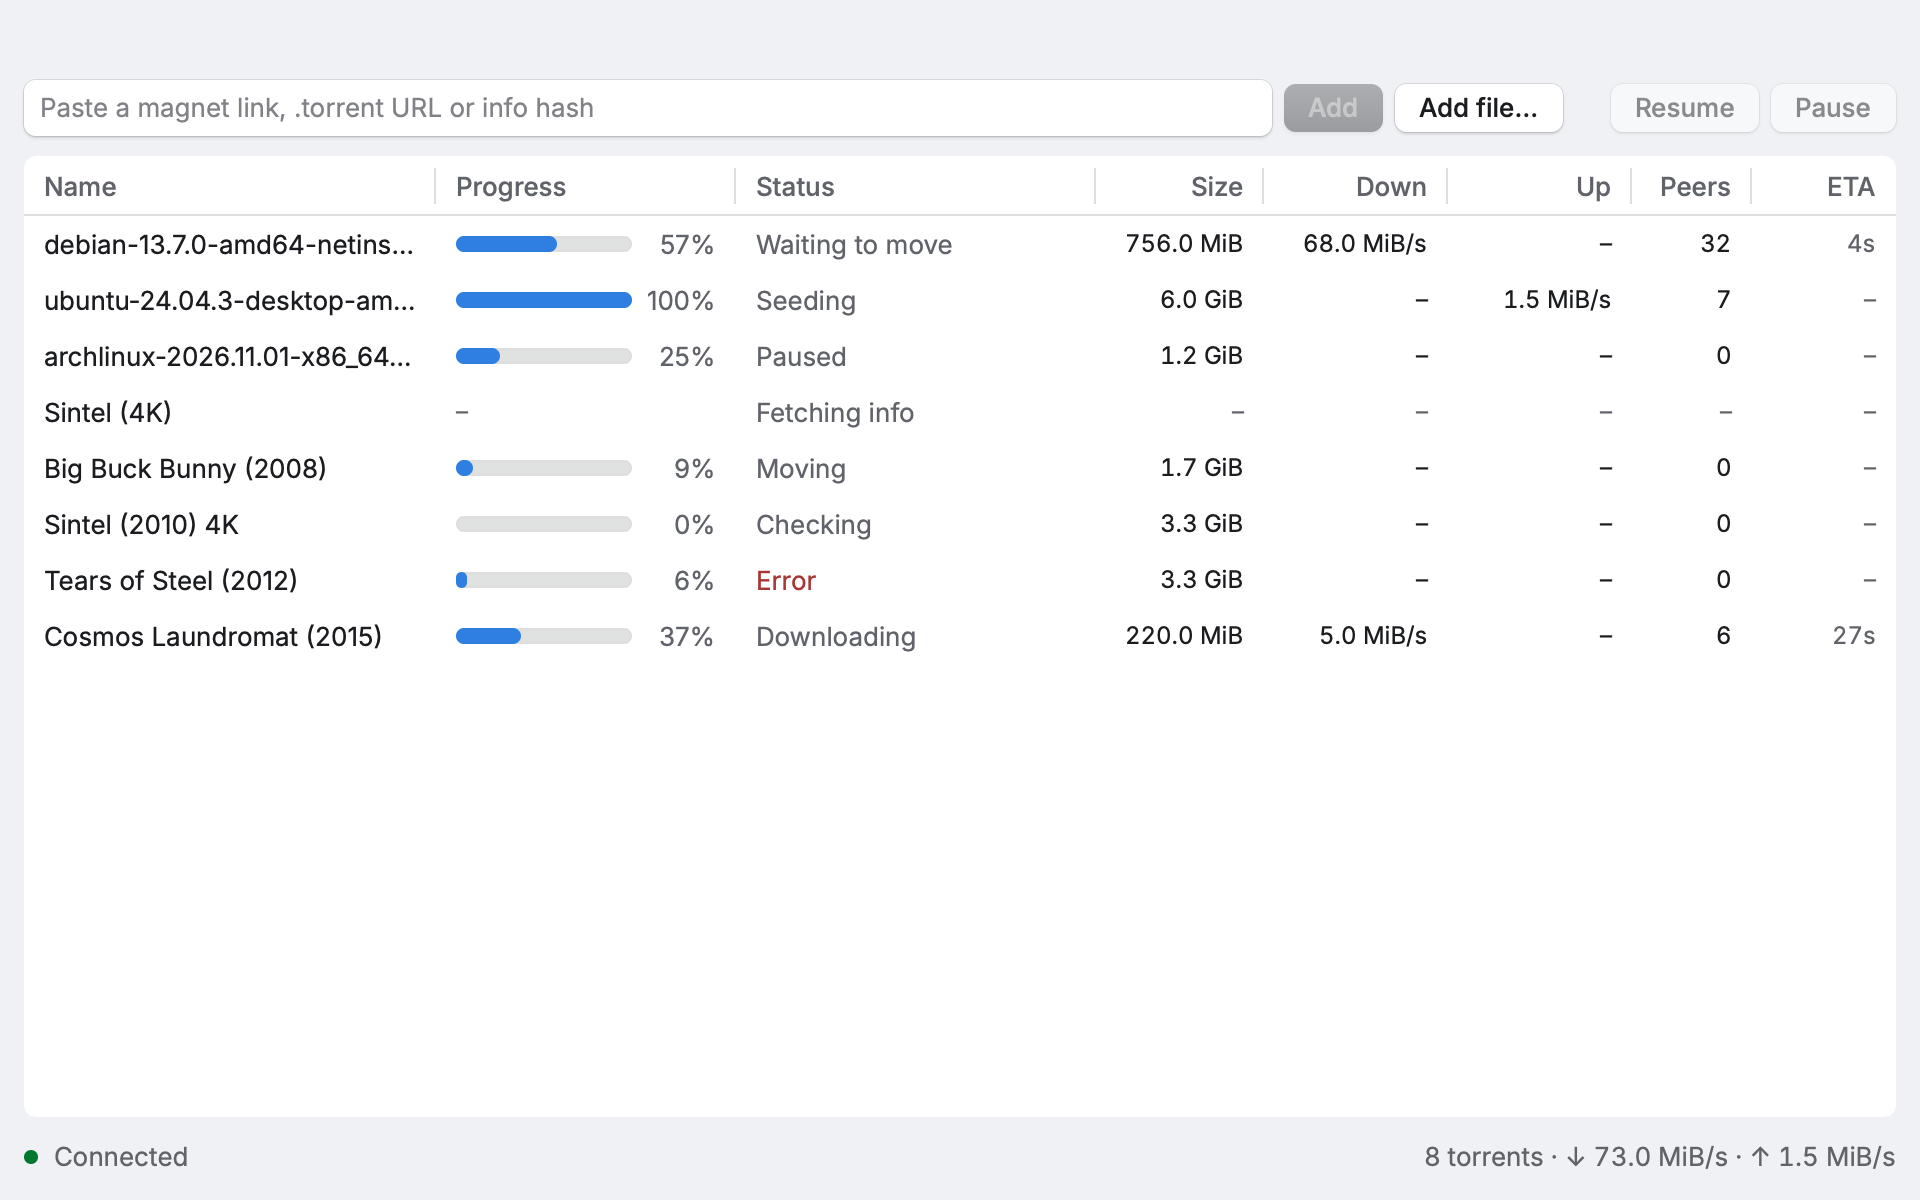 Paste a magnet link, .torrent URL or info hash Add Add file... Resume Pause
Name Progress Status Size Down Up Peers ETA
debian-13.7.0-amd64-netins... 57% Waiting to move 756.0 MiB 68.0 MiB/s – 32 4s
ubuntu-24.04.3-desktop-am... 100% Seeding 6.0 GiB – 1.5 MiB/s 7 –
archlinux-2026.11.01-x86_64... 25% Paused 1.2 GiB – – 0 –
Sintel (4K) – Fetching info – – – – –
Big Buck Bunny (2008) 9% Moving 1.7 GiB – – 0 –
Sintel (2010) 4K 0% Checking 3.3 GiB – – 0 –
Tears of Steel (2012) 6% Error 3.3 GiB – – 0 –
Cosmos Laundromat (2015) 37% Downloading 220.0 MiB 5.0 MiB/s – 6 27s
Connected 8 torrents · ↓ 73.0 MiB/s · ↑ 1.5 MiB/s